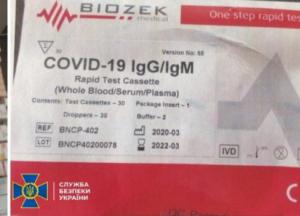 BIOZEK
medical
One step rapid tes
30
Version No: 05
COVID-19 IgG/IgM
Rapid Test Cassette
(Whole Blood/Serum/Plasma)
Contents: Test Cassettes - 30 Package Insert - 1
Droppers - 30 Buffer - 2
REF BNCP-402 2020-03
LOT BNCP40200078 2022-03
IVD
СЛУЖБА
БЕЗПЕКИ
УКРАЇНИ